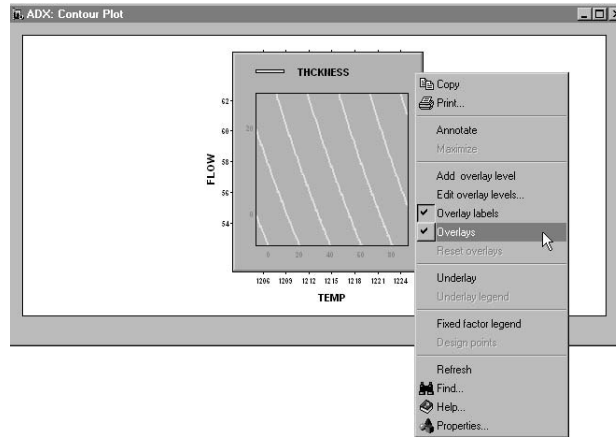 ADX: Contour Plot
THCKNESS
Copy
Print...
Annotate
Maximize
Add overlay level
Edit overlay levels...
Overlay labels
Overlays
Reset overlays
Underlay
Underlay legend
Fixed factor legend
Design points
Refresh
Find...
Help...
Properties...
FLOW
62
60
58
56
54
20
0
0 20 40 60 80
1206 1209 1212 1215 1218 1221 1224
TEMP